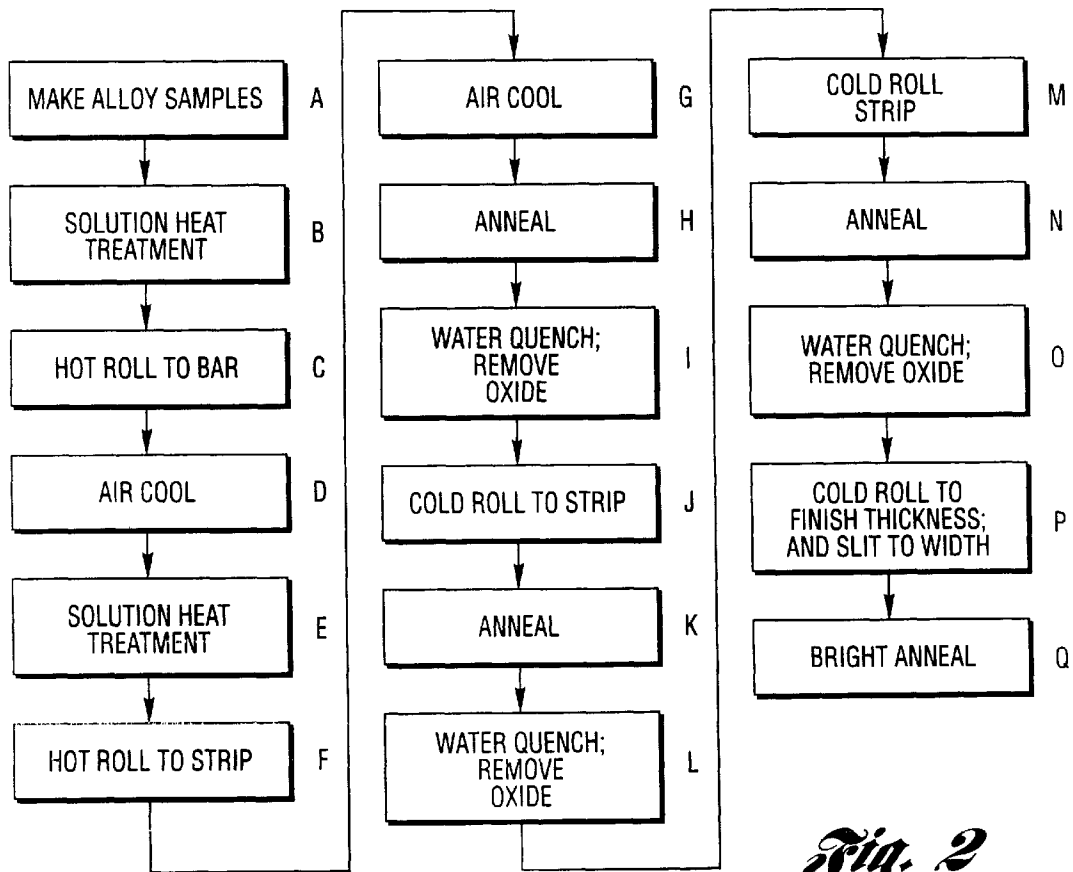 MAKE ALLOY SAMPLES
A
SOLUTION HEAT
TREATMENT
B
HOT ROLL TO BAR
C
AIR COOL
D
SOLUTION HEAT
TREATMENT
E
HOT ROLL TO STRIP
F
AIR COOL
G
ANNEAL
H
WATER QUENCH;
REMOVE
OXIDE
I
COLD ROLL TO STRIP
J
ANNEAL
K
WATER QUENCH;
REMOVE
OXIDE
L
COLD ROLL
STRIP
M
ANNEAL
N
WATER QUENCH;
REMOVE OXIDE
O
COLD ROLL TO
FINISH THICKNESS;
AND SLIT TO WIDTH
P
BRIGHT ANNEAL
Q
Fig. 2